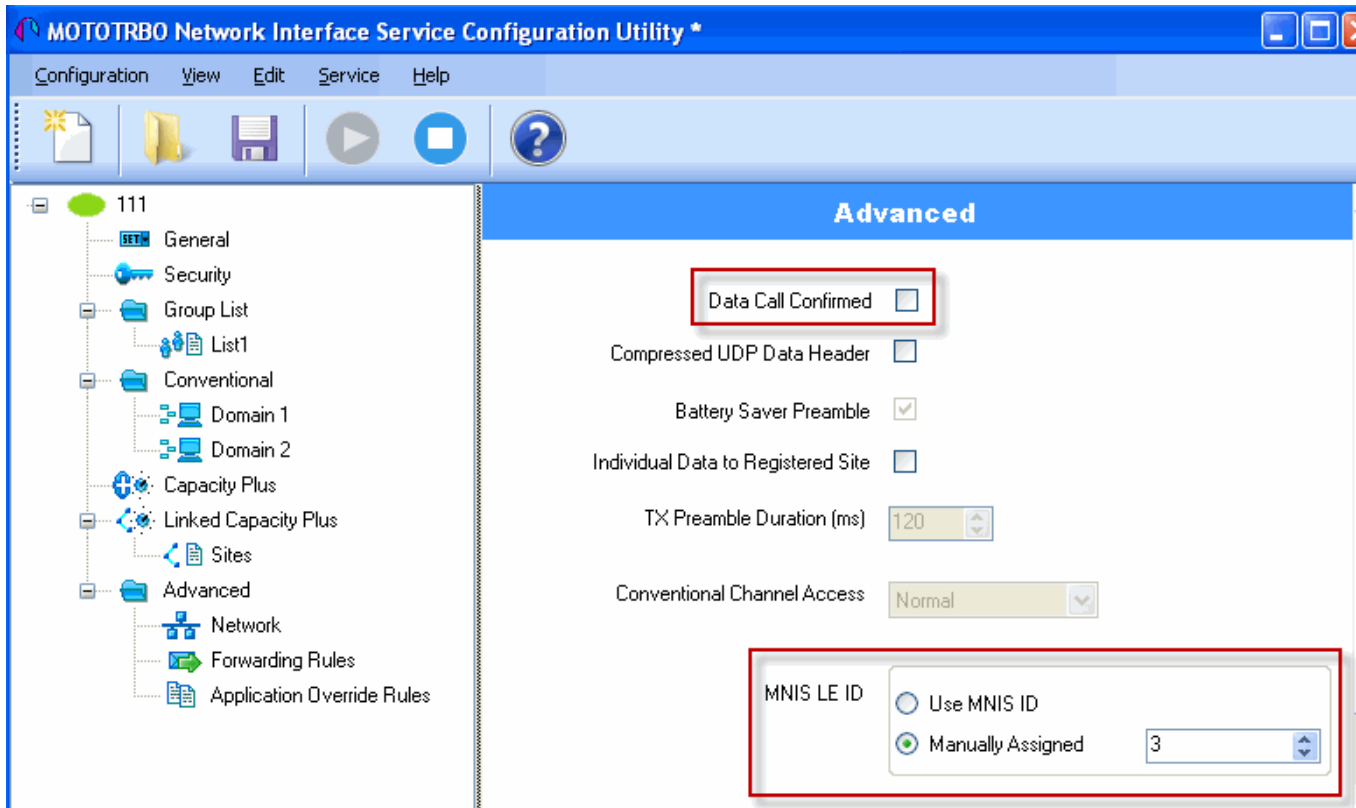 MOTOTRBO Network Interface Service Configuration Utility *
Configuration View Edit Service Help
111
SET
General
Security
Group List
List1
Conventional
Domain 1
Domain 2
Capacity Plus
Linked Capacity Plus
Sites
Advanced
Network
Forwarding Rules
Application Override Rules
Advanced
Data Call Confirmed
Compressed UDP Data Header
Battery Saver Preamble
Individual Data to Registered Site
TX Preamble Duration (ms) 120
Conventional Channel Access Normal
MNIS LE ID
Use MNIS ID
Manually Assigned 3